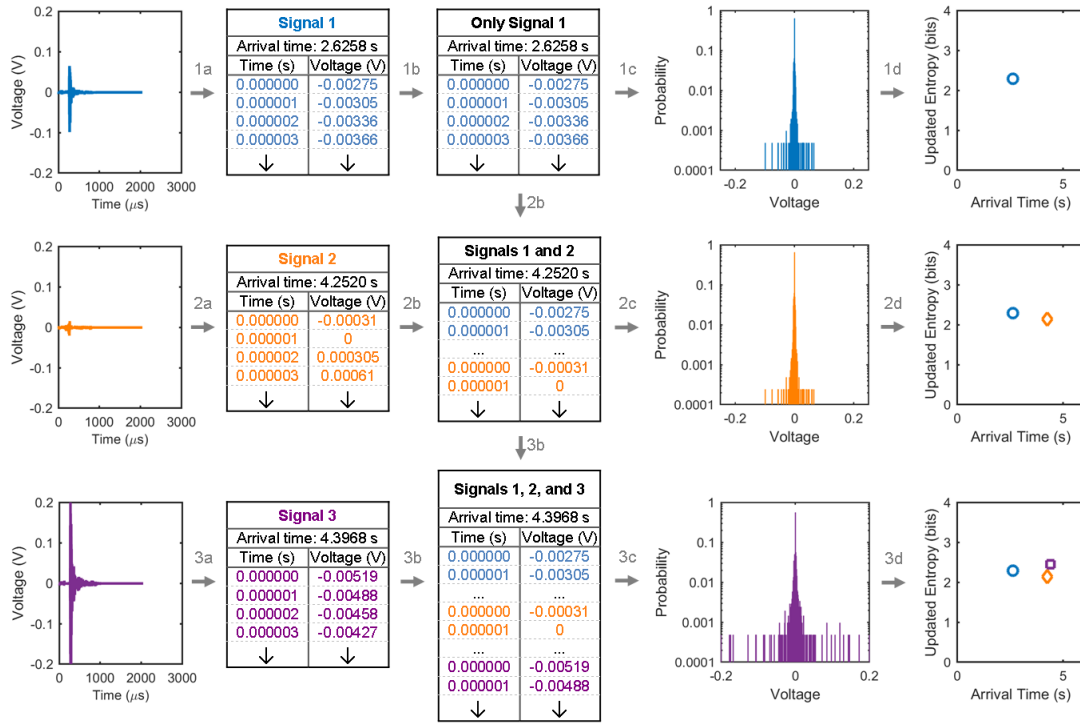 0.2
0.1
0
-0.1
-0.2
Voltage (V)
0 1000 2000 3000
Time (μs)
1a
Signal 1
Arrival time: 2.6258 s
Time (s) Voltage (V)
0.000000 -0.00275
0.000001 -0.00305
0.000002 -0.00336
0.000003 -0.00366
1b
Only Signal 1
Arrival time: 2.6258 s
Time (s) Voltage (V)
0.000000 -0.00275
0.000001 -0.00305
0.000002 -0.00336
0.000003 -0.00366
1c
1
0.1
0.01
0.001
0.0001
Probability
-0.2 0 0.2
Voltage
1d
4
3
2
1
0
Updated Entropy (bits)
0 5
Arrival Time (s)
2b
0.2
0.1
0
-0.1
-0.2
Voltage (V)
0 1000 2000 3000
Time (μs)
2a
Signal 2
Arrival time: 4.2520 s
Time (s) Voltage (V)
0.000000 -0.00031
0.000001 0
0.000002 0.000305
0.000003 0.00061
2b
Signals 1 and 2
Arrival time: 4.2520 s
Time (s) Voltage (V)
0.000000 -0.00275
0.000001 -0.00305
... ...
0.000000 -0.00031
0.000001 0
2c
1
0.1
0.01
0.001
0.0001
Probability
-0.2 0 0.2
Voltage
2d
4
3
2
1
0
Updated Entropy (bits)
0 5
Arrival Time (s)
3b
0.2
0.1
0
-0.1
-0.2
Voltage (V)
0 1000 2000 3000
Time (μs)
3a
Signal 3
Arrival time: 4.3968 s
Time (s) Voltage (V)
0.000000 -0.00519
0.000001 -0.00488
0.000002 -0.00458
0.000003 -0.00427
3b
Signals 1, 2, and 3
Arrival time: 4.3968 s
Time (s) Voltage (V)
0.000000 -0.00275
0.000001 -0.00305
... ...
0.000000 -0.00031
0.000001 0
... ...
0.000000 -0.00519
0.000001 -0.00488
3c
1
0.1
0.01
0.001
0.0001
Probability
-0.2 0 0.2
Voltage
3d
4
3
2
1
0
Updated Entropy (bits)
0 5
Arrival Time (s)